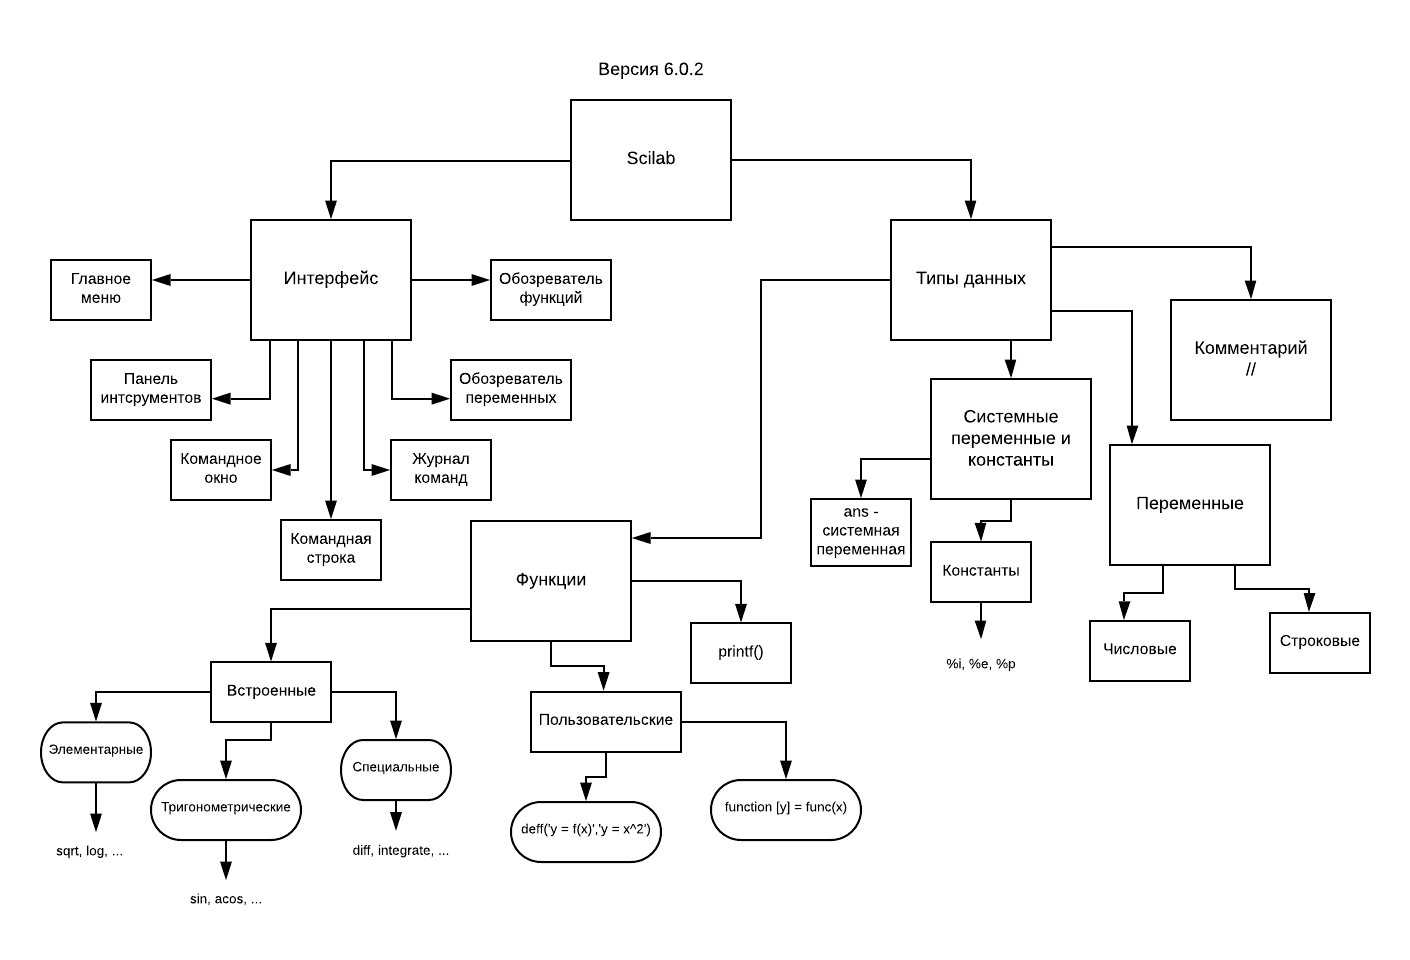 Версия 6.0.2
Scilab
Интерфейс
Типы данных
Главное
меню
Обозреватель
функций
Панель
интсрументов
Обозреватель
переменных
Командное
окно
Журнал
команд
Командная
строка
Комментарий
//
Системные
переменные и
константы
Переменные
ans -
системная
переменная
Константы
%i, %e, %p
Числовые
Строковые
Функции
printf()
Встроенные
Пользовательские
Элементарные
Тригонометрические
Специальные
sqrt, log, ...
sin, acos, ...
diff, integrate, ...
deff('y = f(x)','y = x^2')
function [y] = func(x)